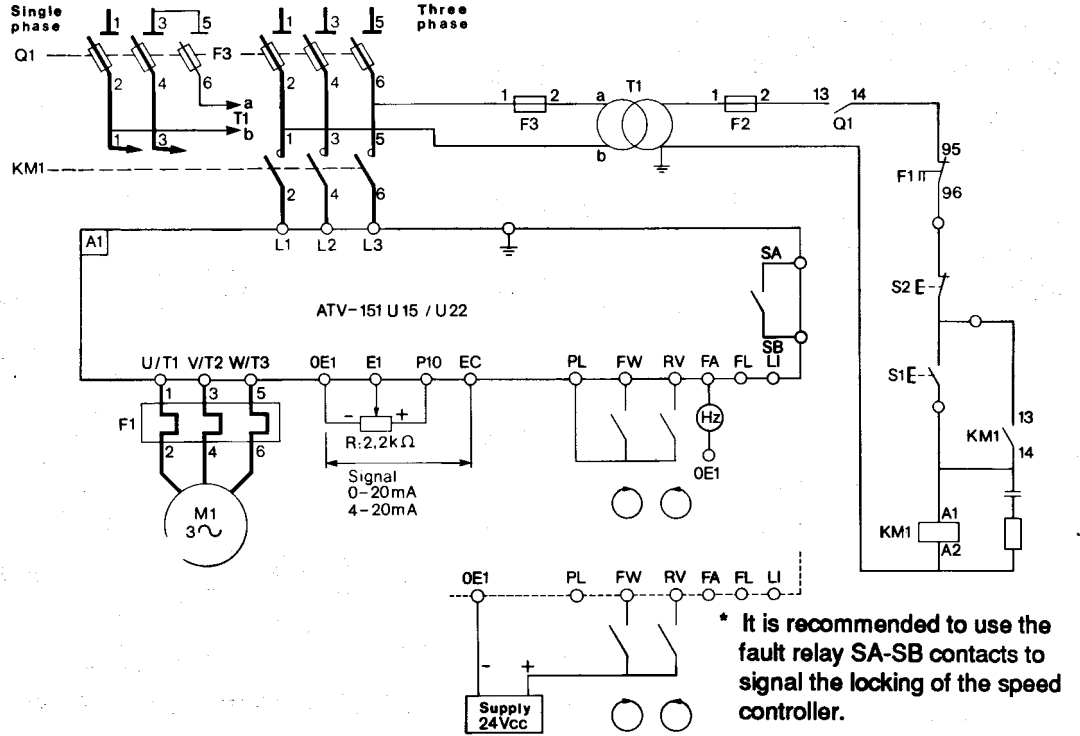 Single
phase
Three
phase
1 3 5 1 3 5
Q1 F3
2 4 6 2 4 6
a
T1
b
1 3
1 3 5
1 2
F3
a T1
b
1 2
F2
13 14
Q1
95
F1
96
KM1
2 4 6
A1
L1 L2 L3
SA
ATV-151 U15 / U22
SB
S2 E
U/T1 V/T2 W/T3 0E1 E1 P10 EC PL FW RV FA FL LI
S1 E
1 3 5
F1
2 4 6
- +
R:2,2kΩ
Hz
0E1
13
KM1
14
Signal
0-20mA
4-20mA
M1
3
A1
KM1
A2
0E1 PL FW RV FA FL LI
- +
Supply
24Vcc
* It is recommended to use the
fault relay SA-SB contacts to
signal the locking of the speed
controller.